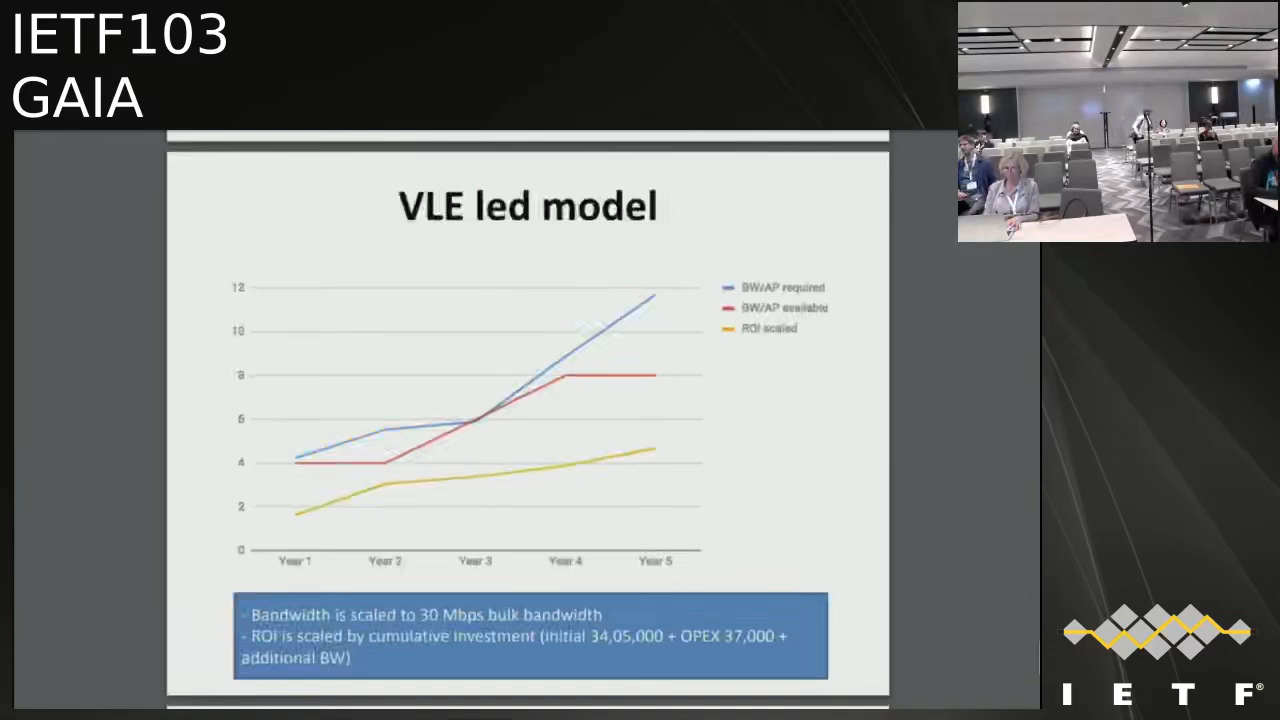 IETF103
GAIA
VLE led model
12
10
8
6
4
2
0
BW/AP required
BW/AP available
ROI scaled
Year 1 Year 2 Year 3 Year 4 Year 5
- Bandwidth is scaled to 30 Mbps bulk bandwidth
- ROI is scaled by cumulative investment (initial 34,05,000 + OPEX 37,000 +
additional BW)
I E T F®